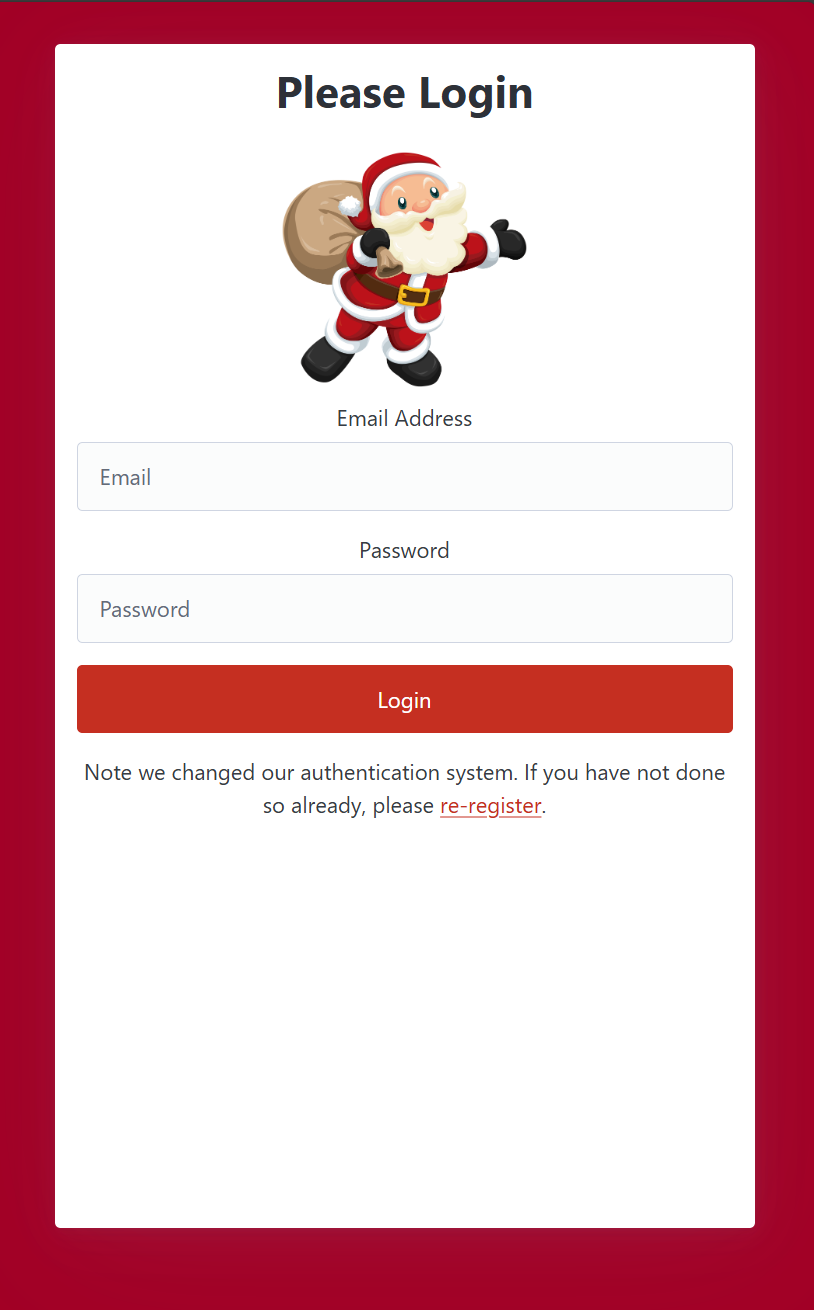 Please Login
Email Address
Email
Password
Password
Login
Note we changed our authentication system. If you have not done
so already, please re-register.